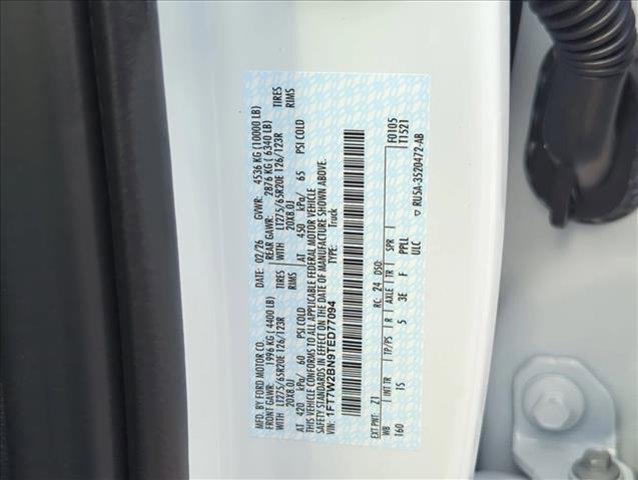 MFD. BY FORD MOTOR CO.
DATE: 02/26 GVWR: 4536 KG (10000 LB)
FRONT GAWR: 1996 KG (4400 LB) REAR GAWR: 2876 KG (6340 LB)
WITH LT275/65R20E 126/123R TIRES WITH LT275/65R20E 126/123R TIRES
20X8.0J RIMS 20X8.0J RIMS
AT 420 kPa/ 60 PSI COLD AT 450 kPa/ 65 PSI COLD
THIS VEHICLE CONFORMS TO ALL APPLICABLE FEDERAL MOTOR VEHICLE
SAFETY STANDARDS IN EFFECT ON THE DATE OF MANUFACTURE SHOWN ABOVE.
VIN: 1FT7W2BN9TED77094 Truck
F0105
T1521
EXT PNT: Z1 RC: 24 DSO:
WB INT TR TP/PS R AXLE TR SPR
160 15 5 3E F PPLL
ULC
RU5A-3520472-AB